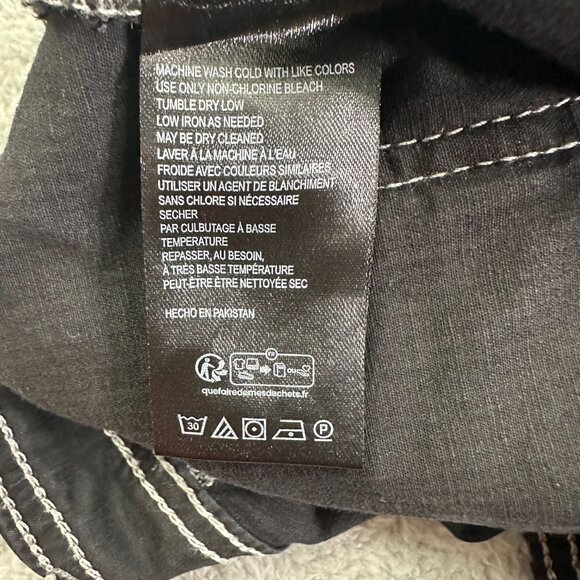 MACHINE WASH COLD WITH LIKE COLORS
USE ONLY NON-CHLORINE BLEACH
TUMBLE DRY LOW
LOW IRON AS NEEDED
MAY BE DRY CLEANED
LAVER À LA MACHINE À L'EAU
FROIDE AVEC COULEURS SIMILAIRES
UTILISER UN AGENT DE BLANCHIMENT
SANS CHLORE SI NÉCESSAIRE
SECHER
PAR CULBUTAGE À BASSE
TEMPERATURE
REPASSER, AU BESOIN,
À TRÈS BASSE TEMPÉRATURE
PEUT-ÊTRE ÊTRE NETTOYÉE SEC
HECHO EN PAKISTAN
FR
OU
quefairedemesdechets.fr
30
P